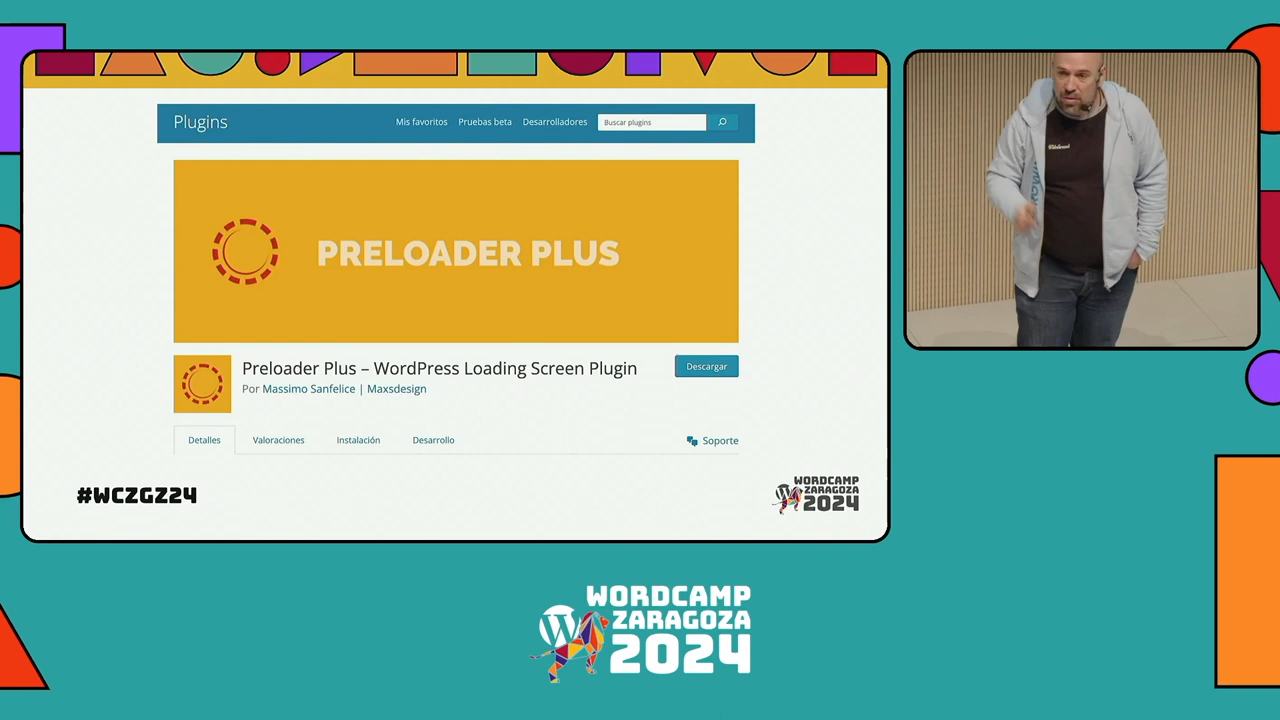 Plugins
Mis favoritos Pruebas beta Desarrolladores Buscar plugins
PRELOADER PLUS
Preloader Plus – WordPress Loading Screen Plugin
Descargar
Por Massimo Sanfelice | Maxsdesign
Detalles Valoraciones Instalación Desarrollo Soporte
#WCZGZ24
WORDCAMP
ZARAGOZA
2024
WORDCAMP
ZARAGOZA
2024